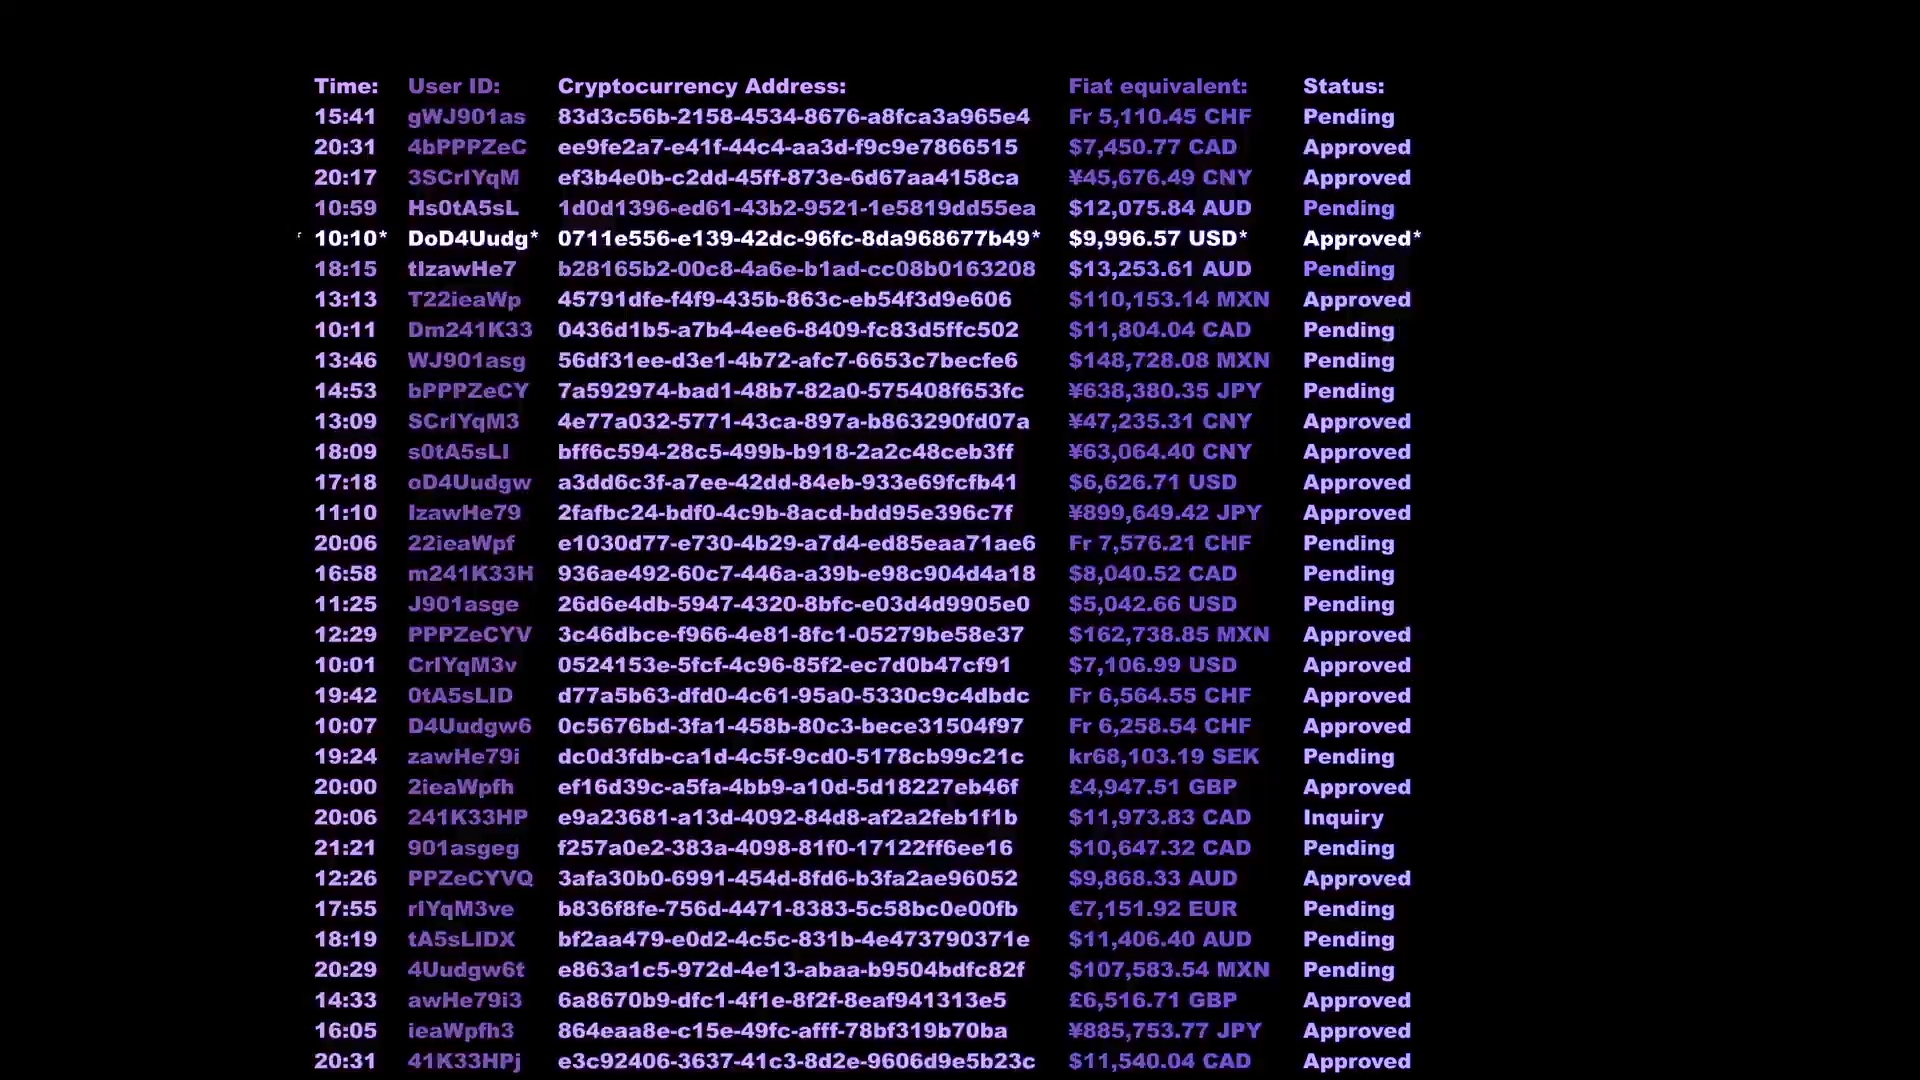 Time: User ID: Cryptocurrency Address: Fiat equivalent: Status:
15:41 gWJ901as 83d3c56b-2158-4534-8676-a8fca3a965e4 Fr 5,110.45 CHF Pending
20:31 4bPPPZeC ee9fe2a7-e41f-44c4-aa3d-f9c9e7866515 $7,450.77 CAD Approved
20:17 3SCrIYqM ef3b4e0b-c2dd-45ff-873e-6d67aa4158ca ¥45,676.49 CNY Approved
10:59 Hs0tA5sL 1d0d1396-ed61-43b2-9521-1e5819dd55ea $12,075.84 AUD Pending
10:10* DoD4Uudg* 0711e556-e139-42dc-96fc-8da968677b49* $9,996.57 USD* Approved*
18:15 tIzawHe7 b28165b2-00c8-4a6e-b1ad-cc08b0163208 $13,253.61 AUD Pending
13:13 T22ieaWp 45791dfe-f4f9-435b-863c-eb54f3d9e606 $110,153.14 MXN Approved
10:11 Dm241K33 0436d1b5-a7b4-4ee6-8409-fc83d5ffc502 $11,804.04 CAD Pending
13:46 WJ901asg 56df31ee-d3e1-4b72-afc7-6653c7becfe6 $148,728.08 MXN Pending
14:53 bPPPZeCY 7a592974-bad1-48b7-82a0-575408f653fc ¥638,380.35 JPY Pending
13:09 SCrIYqM3 4e77a032-5771-43ca-897a-b863290fd07a ¥47,235.31 CNY Approved
18:09 s0tA5sLI bff6c594-28c5-499b-b918-2a2c48ceb3ff ¥63,064.40 CNY Approved
17:18 oD4Uudgw a3dd6c3f-a7ee-42dd-84eb-933e69fcfb41 $6,626.71 USD Approved
11:10 IzawHe79 2fafbc24-bdf0-4c9b-8acd-bdd95e396c7f ¥899,649.42 JPY Approved
20:06 22ieaWpf e1030d77-e730-4b29-a7d4-ed85eaa71ae6 Fr 7,576.21 CHF Pending
16:58 m241K33H 936ae492-60c7-446a-a39b-e98c904d4a18 $8,040.52 CAD Pending
11:25 J901asge 26d6e4db-5947-4320-8bfc-e03d4d9905e0 $5,042.66 USD Pending
12:29 PPPZeCYV 3c46dbce-f966-4e81-8fc1-05279be58e37 $162,738.85 MXN Approved
10:01 CrIYqM3v 0524153e-5fcf-4c96-85f2-ec7d0b47cf91 $7,106.99 USD Approved
19:42 0tA5sLID d77a5b63-dfd0-4c61-95a0-5330c9c4dbdc Fr 6,564.55 CHF Approved
10:07 D4Uudgw6 0c5676bd-3fa1-458b-80c3-bece31504f97 Fr 6,258.54 CHF Approved
19:24 zawHe79i dc0d3fdb-ca1d-4c5f-9cd0-5178cb99c21c kr68,103.19 SEK Pending
20:00 2ieaWpfh ef16d39c-a5fa-4bb9-a10d-5d18227eb46f £4,947.51 GBP Approved
20:06 241K33HP e9a23681-a13d-4092-84d8-af2a2feb1f1b $11,973.83 CAD Inquiry
21:21 901asgeg f257a0e2-383a-4098-81f0-17122ff6ee16 $10,647.32 CAD Pending
12:26 PPZeCYVQ 3afa30b0-6991-454d-8fd6-b3fa2ae96052 $9,868.33 AUD Approved
17:55 rIYqM3ve b836f8fe-756d-4471-8383-5c58bc0e00fb €7,151.92 EUR Pending
18:19 tA5sLIDX bf2aa479-e0d2-4c5c-831b-4e473790371e $11,406.40 AUD Pending
20:29 4Uudgw6t e863a1c5-972d-4e13-abaa-b9504bdfc82f $107,583.54 MXN Pending
14:33 awHe79i3 6a8670b9-dfc1-4f1e-8f2f-8eaf941313e5 £6,516.71 GBP Approved
16:05 ieaWpfh3 864eaa8e-c15e-49fc-afff-78bf319b70ba ¥885,753.77 JPY Approved
20:31 41K33HPj e3c92406-3637-41c3-8d2e-9606d9e5b23c $11,540.04 CAD Approved